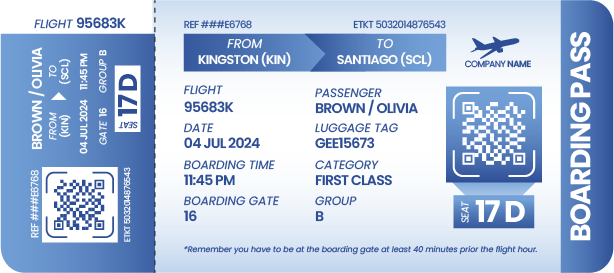 FLIGHT 95683K
BROWN / OLIVIA
FROM TO
(KIN) (SCL)
04 JUL 2024 11:45 PM
GATE 16 GROUP B
SEAT 17 D
REF ###E6768
ETKT 5032014876543
REF ###E6768 ETKT 5032014876543
FROM TO
KINGSTON (KIN) SANTIAGO (SCL)
COMPANY NAME
FLIGHT PASSENGER
95683K BROWN / OLIVIA
DATE LUGGAGE TAG
04 JUL 2024 GEE15673
BOARDING TIME CATEGORY
11:45 PM FIRST CLASS
BOARDING GATE GROUP
16 B
SEAT 17 D
*Remember you have to be at the boarding gate at least 40 minutes prior the flight hour.
BOARDING PASS